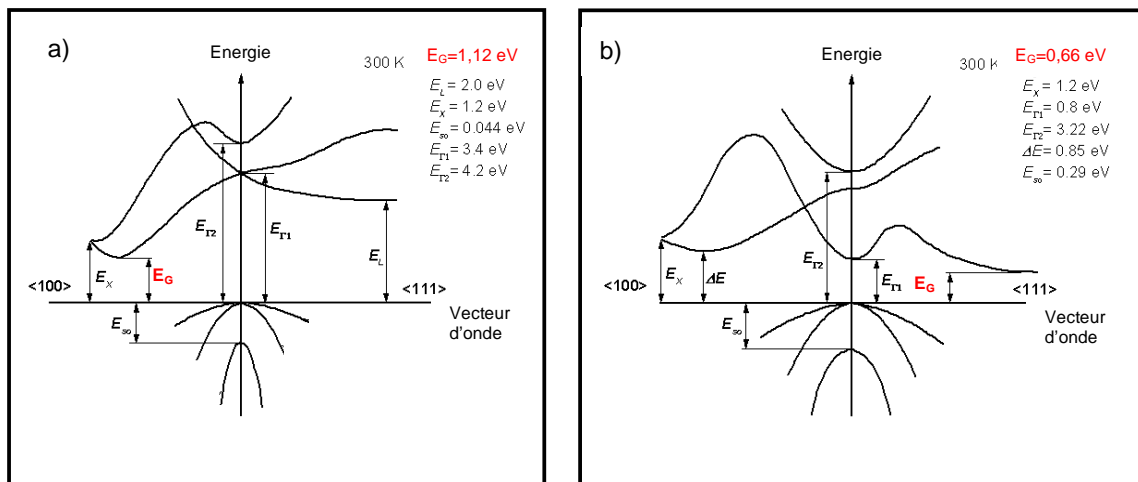 a)
Energie
300 K
E_G=1,12 eV
E_L = 2.0 eV
E_X = 1.2 eV
E_so = 0.044 eV
E_Γ1 = 3.4 eV
E_Γ2 = 4.2 eV
E_Γ2
E_Γ1
E_L
E_X
E_G
<100>
<111>
E_so
Vecteur
d'onde
b)
Energie
300 K
E_G=0,66 eV
E_X = 1.2 eV
E_Γ1 = 0.8 eV
E_Γ2 = 3.22 eV
ΔE = 0.85 eV
E_so = 0.29 eV
E_Γ2
E_X
ΔE
E_Γ1
E_G
<100>
<111>
E_so
Vecteur
d'onde